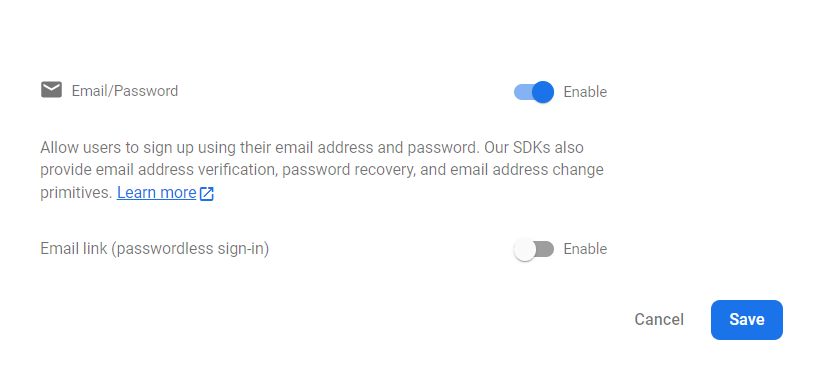 Email/Password
Enable
Allow users to sign up using their email address and password. Our SDKs also
provide email address verification, password recovery, and email address change
primitives. Learn more
Email link (passwordless sign-in)
Enable
Cancel
Save